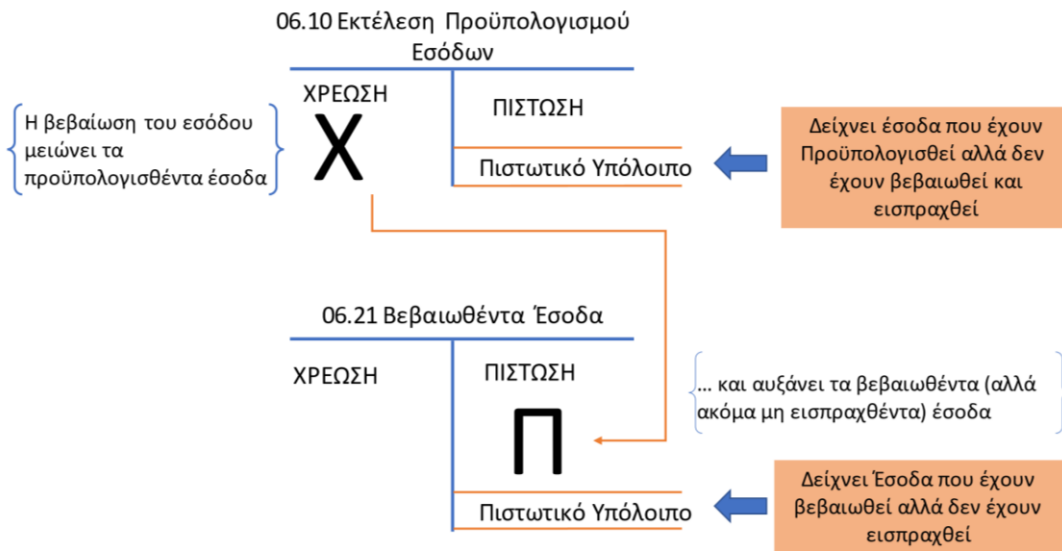 06.10 Εκτέλεση Προϋπολογισμού
Εσόδων
ΧΡΕΩΣΗ
Χ
ΠΙΣΤΩΣΗ
Πιστωτικό Υπόλοιπο
Η βεβαίωση του εσόδου
μειώνει τα
προϋπολογισθέντα έσοδα
Δείχνει έσοδα που έχουν
Προϋπολογισθεί αλλά δεν
έχουν βεβαιωθεί και
εισπραχθεί
06.21 Βεβαιωθέντα Έσοδα
ΧΡΕΩΣΗ
ΠΙΣΤΩΣΗ
Π
Πιστωτικό Υπόλοιπο
... και αυξάνει τα βεβαιωθέντα (αλλά
ακόμα μη εισπραχθέντα) έσοδα
Δείχνει Έσοδα που έχουν
βεβαιωθεί αλλά δεν έχουν
εισπραχθεί